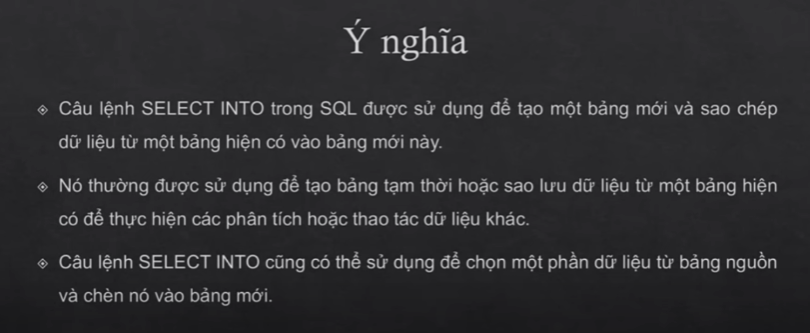 Ý nghĩa
Câu lệnh SELECT INTO trong SQL được sử dụng để tạo một bảng mới và sao chép
dữ liệu từ một bảng hiện có vào bảng mới này.
Nó thường được sử dụng để tạo bảng tạm thời hoặc sao lưu dữ liệu từ một bảng hiện
có để thực hiện các phân tích hoặc thao tác dữ liệu khác.
Câu lệnh SELECT INTO cũng có thể sử dụng để chọn một phần dữ liệu từ bảng nguồn
và chèn nó vào bảng mới.